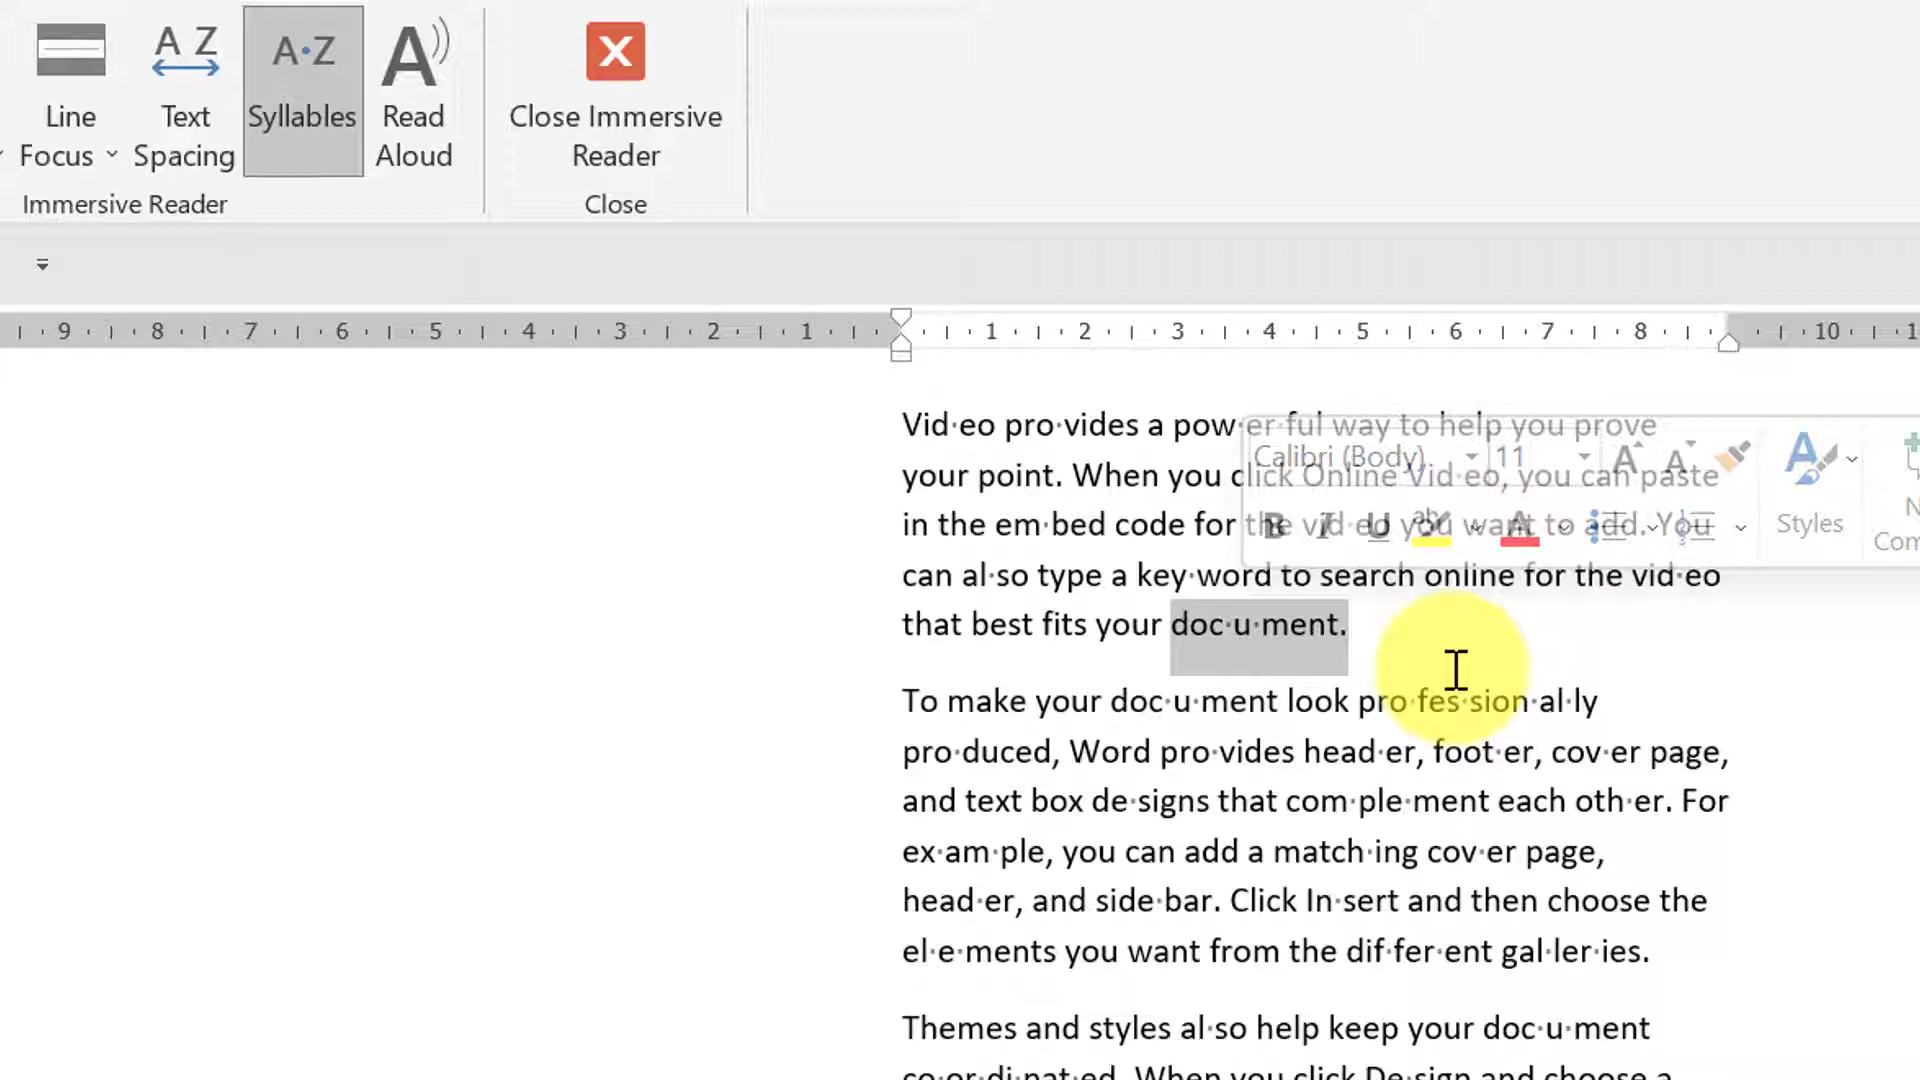 Line Focus
Text Spacing
A Z
A·Z
Syllables
A
Read Aloud
Close Immersive Reader
Immersive Reader
Close
9 8 7 6 5 4 3 2 1 1 2 3 4 5 6 7 8 10 1
Vid·eo pro·vides a pow·er·ful way to help you prove
Calibri (Body) 11
your point. When you click Online Vid·eo, you can paste
in the em·bed code for the vid·eo you want to add. You
B I U ab A
A A A
Styles
N
Com
can al·so type a key·word to search online for the vid·eo
that best fits your doc·u·ment.
To make your doc·u·ment look pro·fes·sion·al·ly
pro·duced, Word pro·vides head·er, foot·er, cov·er page,
and text box de·signs that com·ple·ment each oth·er. For
ex·am·ple, you can add a match·ing cov·er page,
head·er, and side·bar. Click In·sert and then choose the
el·e·ments you want from the dif·fer·ent gal·ler·ies.
Themes and styles al·so help keep your doc·u·ment
co·or·di·nat·ed. When you click De·sign and choose a